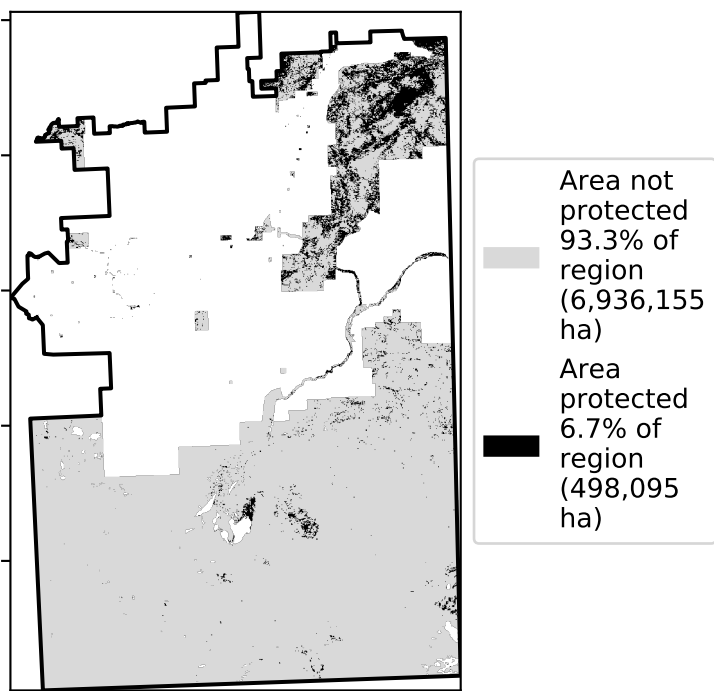 Area not
protected
93.3% of
region
(6,936,155
ha)
Area
protected
6.7% of
region
(498,095
ha)